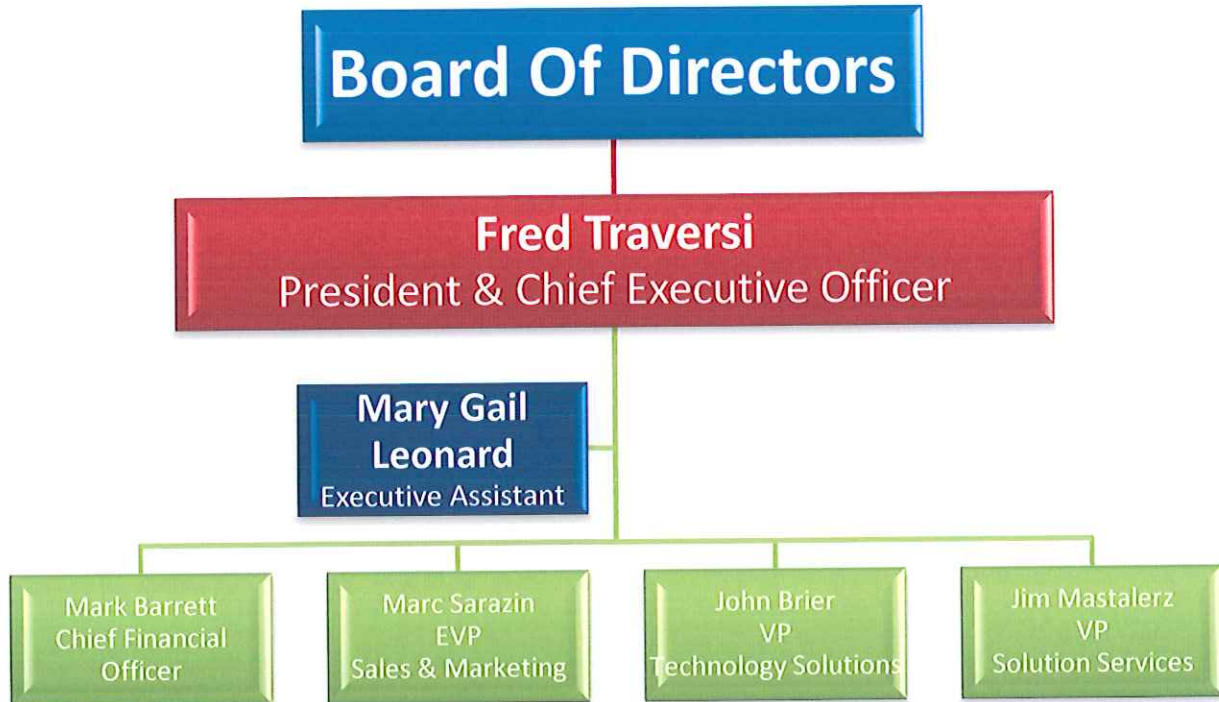 Board Of Directors
Fred Traversi
President & Chief Executive Officer
Mary Gail
Leonard
Executive Assistant
Mark Barrett
Chief Financial
Officer
Marc Sarazin
EVP
Sales & Marketing
John Brier
VP
Technology Solutions
Jim Mastalerz
VP
Solution Services